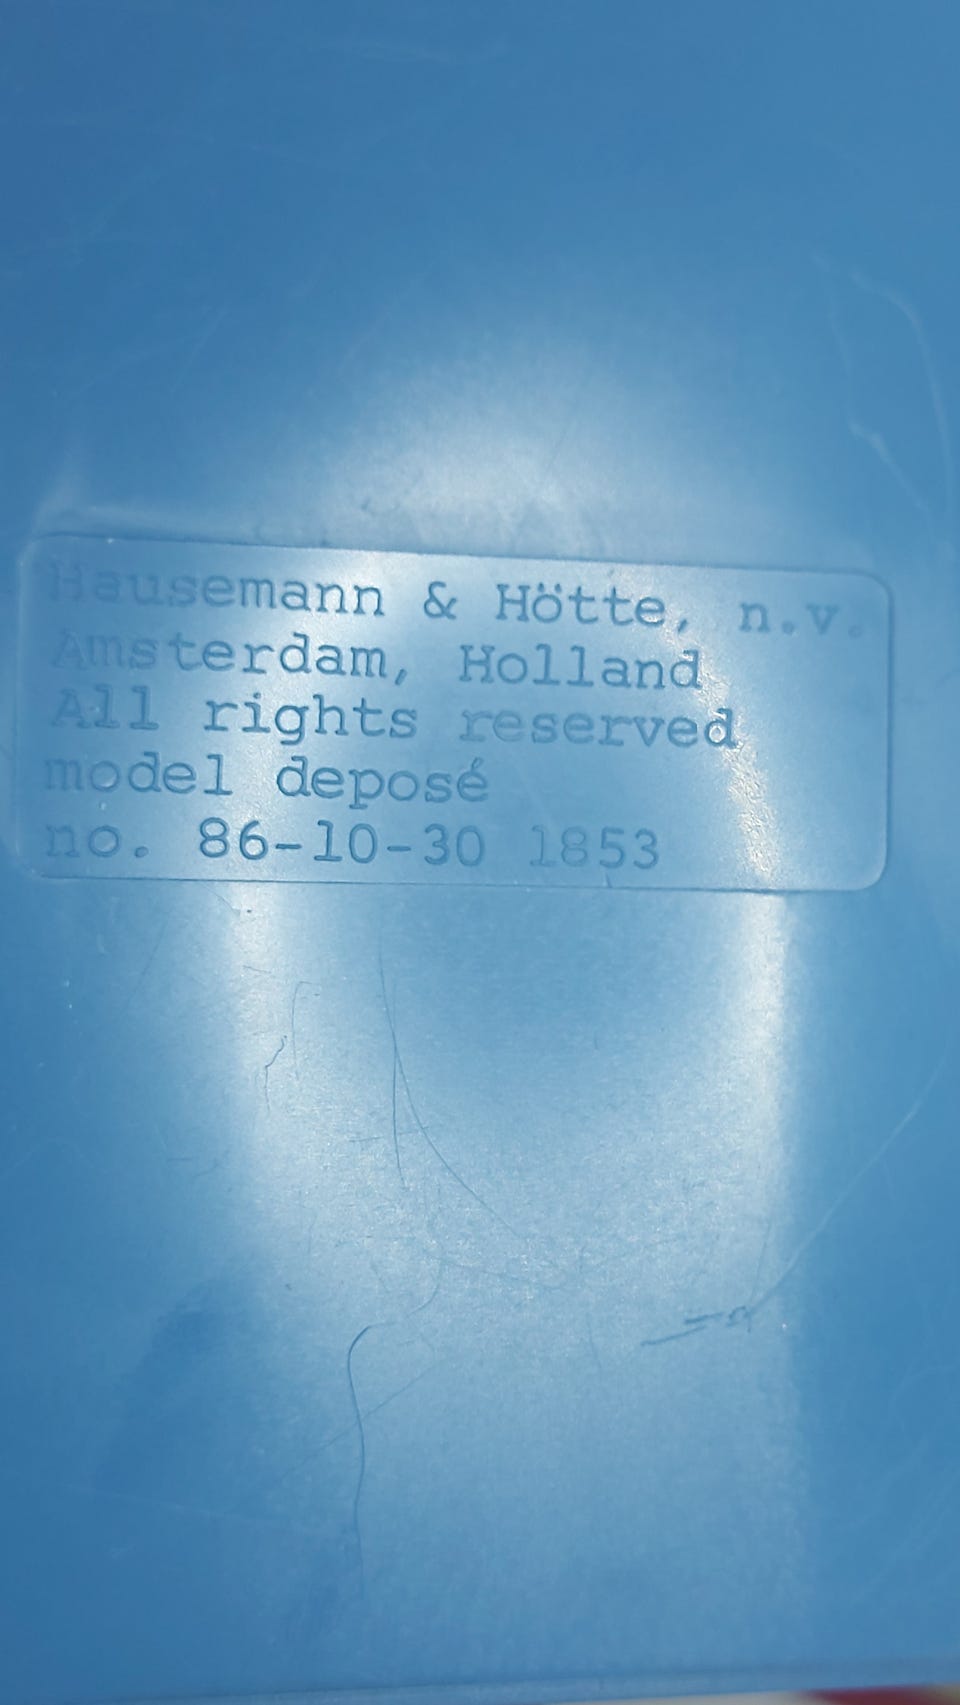 Hausemann & Hötte, n.v.
Amsterdam, Holland
All rights reserved
model deposé
no. 86-10-30 1853